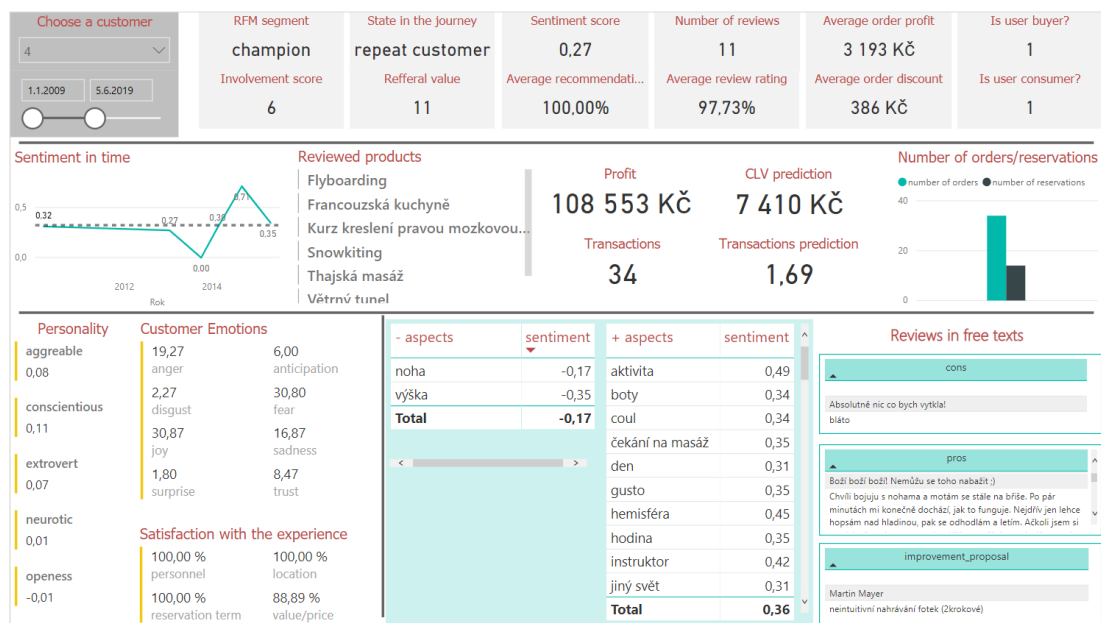 Choose a customer
4
1.1.2009 5.6.2019
RFM segment
champion
Involvement score
6
State in the journey
repeat customer
Refferal value
11
Sentiment score
0,27
Average recommendati...
100,00%
Number of reviews
11
Average review rating
97,73%
Average order profit
3 193 KČ
Average order discount
386 KČ
Is user buyer?
1
Is user consumer?
1
Sentiment in time
0,5
0,0
0.32
0,27
0.00
0,39
0,71
0,35
2012 2014
Rok
Reviewed products
Flyboarding
Francouzská kuchyně
Kurz kreslení pravou mozkovou...
Snowkiting
Thajská masáž
Větrný tunel
Profit
108 553 KČ
CLV prediction
7 410 KČ
Transactions
34
Transactions prediction
1,69
Number of orders/reservations
number of orders number of reservations
40
20
0
Personality
aggreable
0,08
conscientious
0,11
extrovert
0,07
neurotic
0,01
openess
-0,01
Customer Emotions
19,27 6,00
anger anticipation
2,27 30,80
disgust fear
30,87 16,87
joy sadness
1,80 8,47
surprise trust
Satisfaction with the experience
100,00 % 100,00 %
personnel location
100,00 % 88,89 %
reservation term value/price
- aspects sentiment
noha -0,17
výška -0,35
Total -0,17
+ aspects sentiment
aktivita 0,49
boty 0,34
coul 0,34
čekání na masáž 0,35
den 0,31
gusto 0,35
hemisféra 0,45
hodina 0,35
instruktor 0,42
jiný svět 0,31
Total 0,36
Reviews in free texts
cons
Absolutně nic co bych vytkla!
bláto
pros
Boží boží boží! Nemůžu se toho nabažit ;)
Chvíli bojuju s nohama a motám se stále na břiše. Po pár
minutách mi konečně dochází, jak to funguje. Nejdřív jen lehce
hopsám nad hladinou, pak se odhodlám a letím. Ačkoli jsem si
improvement_proposal
Martin Mayer
neintuitivní nahrávání fotek (2krokové)